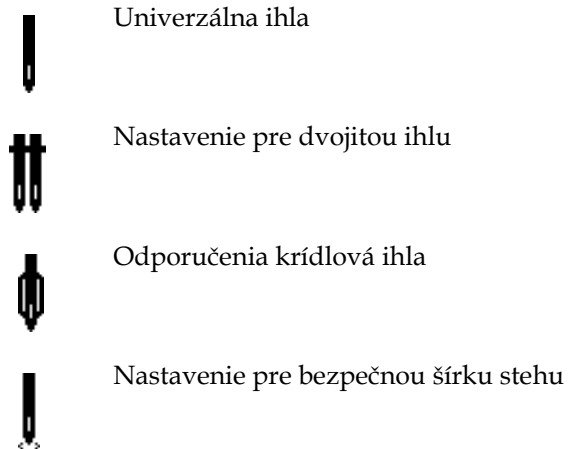 Univerzálna ihla
Nastavenie pre dvojitou ihlu
Odporučenia krídlová ihla
Nastavenie pre bezpečnou šírku stehu